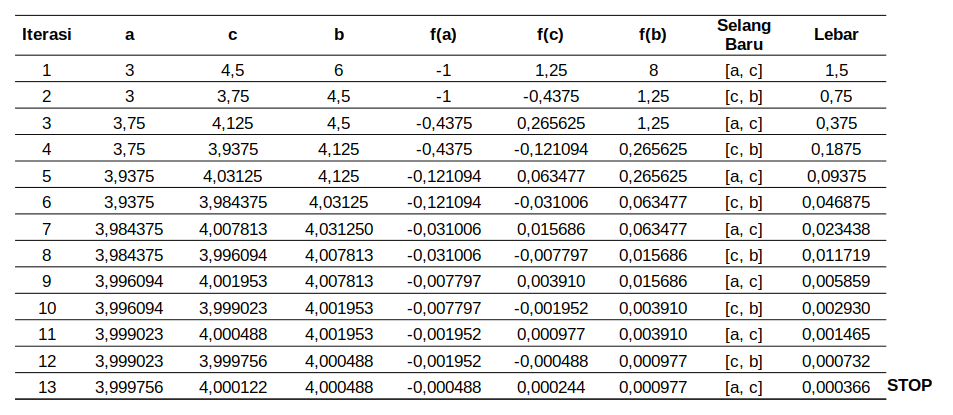 Iterasi a c b f(a) f(c) f(b) Selang Baru Lebar
1 3 4,5 6 -1 1,25 8 [a, c] 1,5
2 3 3,75 4,5 -1 -0,4375 1,25 [c, b] 0,75
3 3,75 4,125 4,5 -0,4375 0,265625 1,25 [a, c] 0,375
4 3,75 3,9375 4,125 -0,4375 -0,121094 0,265625 [c, b] 0,1875
5 3,9375 4,03125 4,125 -0,121094 0,063477 0,265625 [a, c] 0,09375
6 3,9375 3,984375 4,03125 -0,121094 -0,031006 0,063477 [c, b] 0,046875
7 3,984375 4,007813 4,031250 -0,031006 0,015686 0,063477 [a, c] 0,023438
8 3,984375 3,996094 4,007813 -0,031006 -0,007797 0,015686 [c, b] 0,011719
9 3,996094 4,001953 4,007813 -0,007797 0,003910 0,015686 [a, c] 0,005859
10 3,996094 3,999023 4,001953 -0,007797 -0,001952 0,003910 [c, b] 0,002930
11 3,999023 4,000488 4,001953 -0,001952 0,000977 0,003910 [a, c] 0,001465
12 3,999023 3,999756 4,000488 -0,001952 -0,000488 0,000977 [c, b] 0,000732
13 3,999756 4,000122 4,000488 -0,000488 0,000244 0,000977 [a, c] 0,000366 STOP